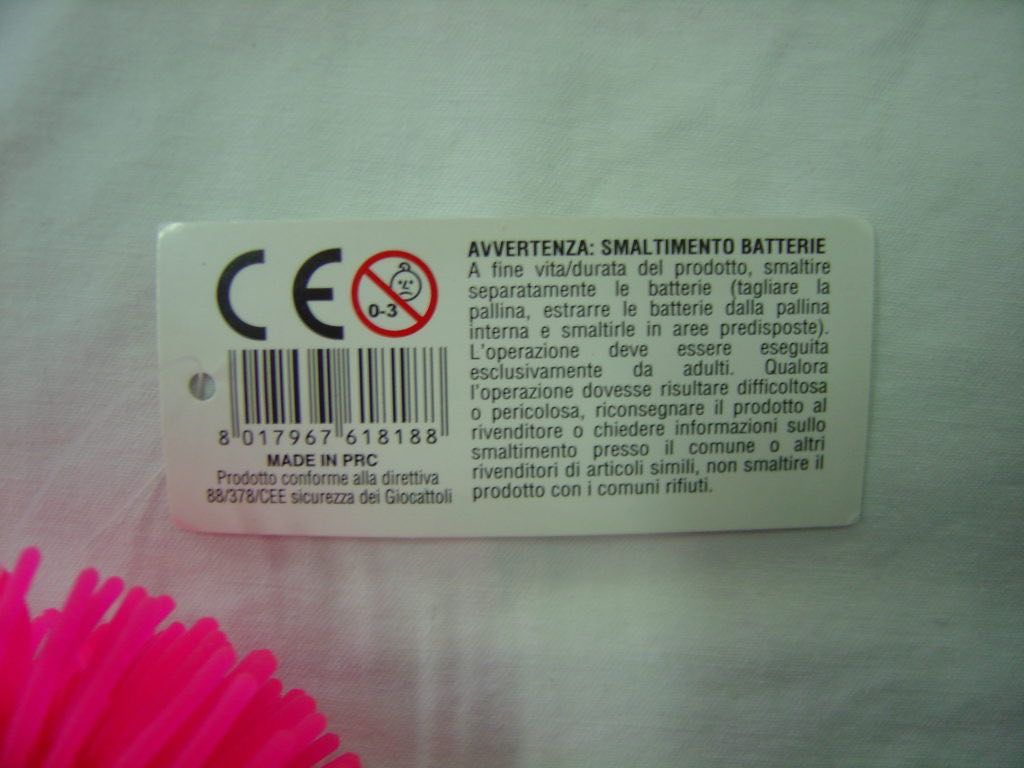 CE
0-3
8 017967 618188
MADE IN PRC
Prodotto conforme alla direttiva
88/378/CEE sicurezza dei Giocattoli
AVVERTENZA: SMALTIMENTO BATTERIE
A fine vita/durata del prodotto, smaltire
separatamente le batterie (tagliare la
pallina, estrarre le batterie dalla pallina
interna e smaltirle in aree predisposte).
L'operazione deve essere eseguita
esclusivamente da adulti. Qualora
l'operazione dovesse risultare difficoltosa
o pericolosa, riconsegnare il prodotto al
rivenditore o chiedere informazioni sullo
smaltimento presso il comune o altri
rivenditori di articoli simili, non smaltire il
prodotto con i comuni rifiuti.